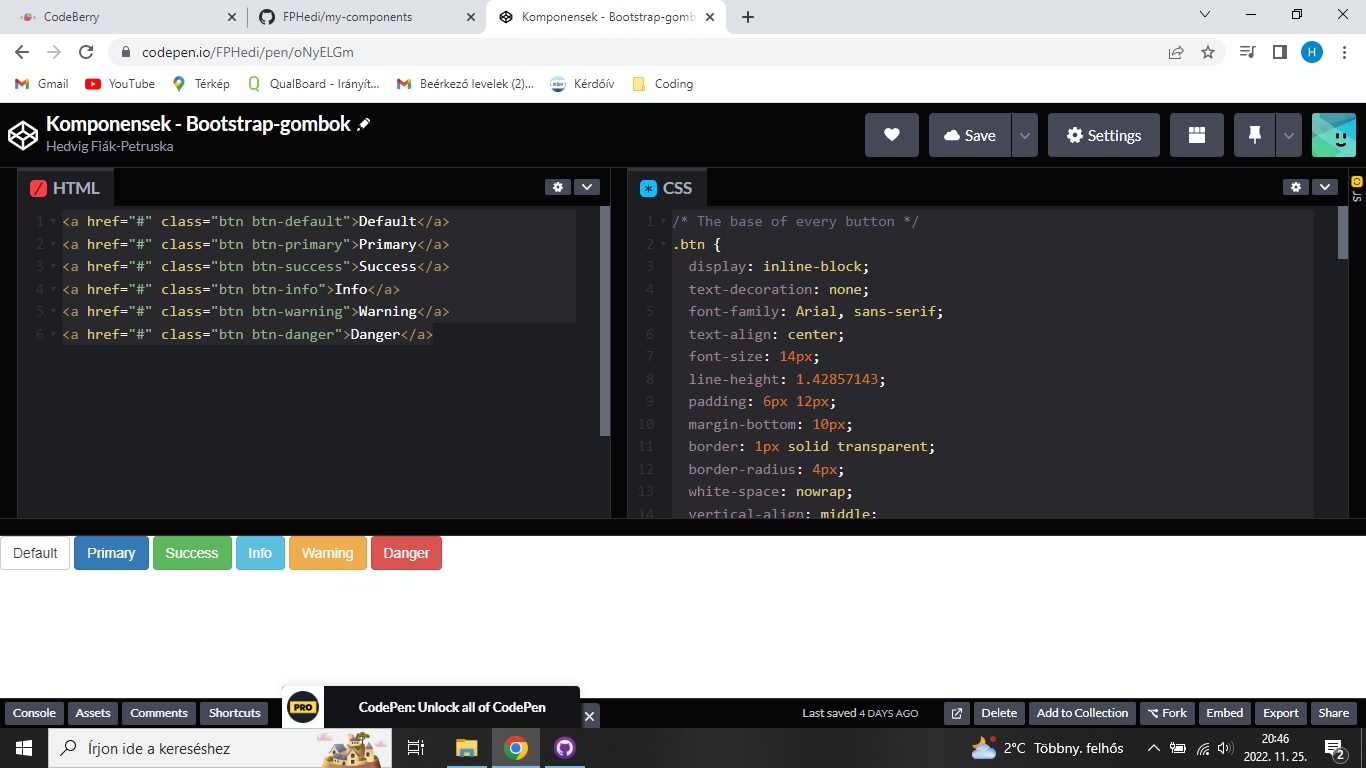 CodeBerry
FPHedi/my-components
Komponensek - Bootstrap-gomb
codepen.io/FPHedi/pen/oNyELGm
H
Gmail
YouTube
Térkép
QualBoard - Irányít...
Beérkező levelek (2)...
Kérdőív
Coding
Komponensek - Bootstrap-gombok
Hedvig Fiák-Petruska
Save
Settings
HTML
1 <a href="#" class="btn btn-default">Default</a>
2 <a href="#" class="btn btn-primary">Primary</a>
3 <a href="#" class="btn btn-success">Success</a>
4 <a href="#" class="btn btn-info">Info</a>
5 <a href="#" class="btn btn-warning">Warning</a>
6 <a href="#" class="btn btn-danger">Danger</a>
CSS
1 /* The base of every button */
2 .btn {
3 display: inline-block;
4 text-decoration: none;
5 font-family: Arial, sans-serif;
6 text-align: center;
7 font-size: 14px;
8 line-height: 1.42857143;
9 padding: 6px 12px;
10 margin-bottom: 10px;
11 border: 1px solid transparent;
12 border-radius: 4px;
13 white-space: nowrap;
14 vertical-align: middle;
JS
Default Primary Success Info Warning Danger
Console Assets Comments Shortcuts
PRO CodePen: Unlock all of CodePen
Last saved 4 DAYS AGO
Delete Add to Collection Fork Embed Export Share
Írjon ide a kereséshez
2°C Többny. felhős
20:46
2022. 11. 25.
2